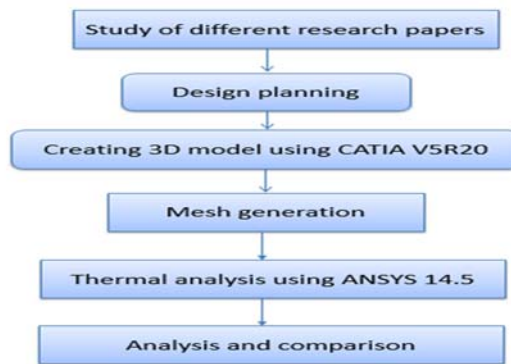 Study of different research papers
Design planning
Creating 3D model using CATIA V5R20
Mesh generation
Thermal analysis using ANSYS 14.5
Analysis and comparison